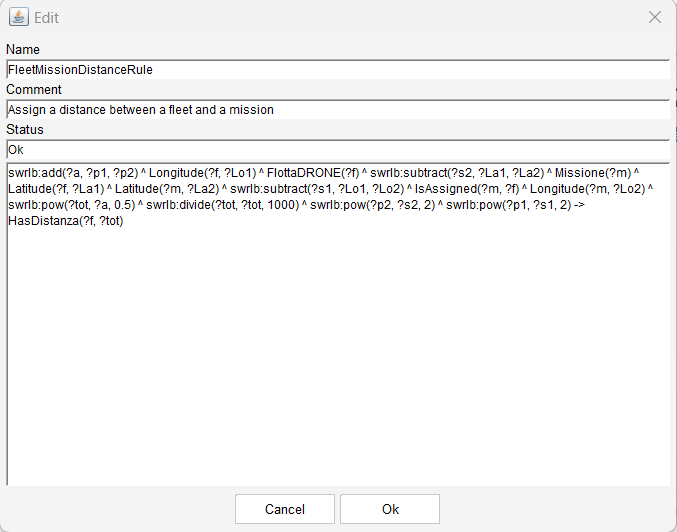 Edit
Name
FleetMissionDistanceRule
Comment
Assign a distance between a fleet and a mission
Status
Ok
swrlb:add(?a, ?p1, ?p2) ^ Longitude(?f, ?Lo1) ^ FlottaDRONE(?f) ^ swrlb:subtract(?s2, ?La1, ?La2) ^ Missione(?m) ^
Latitude(?f, ?La1) ^ Latitude(?m, ?La2) ^ swrlb:subtract(?s1, ?Lo1, ?Lo2) ^ IsAssigned(?m, ?f) ^ Longitude(?m, ?Lo2) ^
swrlb:pow(?tot, ?a, 0.5) ^ swrlb:divide(?tot, ?tot, 1000) ^ swrlb:pow(?p2, ?s2, 2) ^ swrlb:pow(?p1, ?s1, 2) ->
HasDistanza(?f, ?tot)
Cancel
Ok